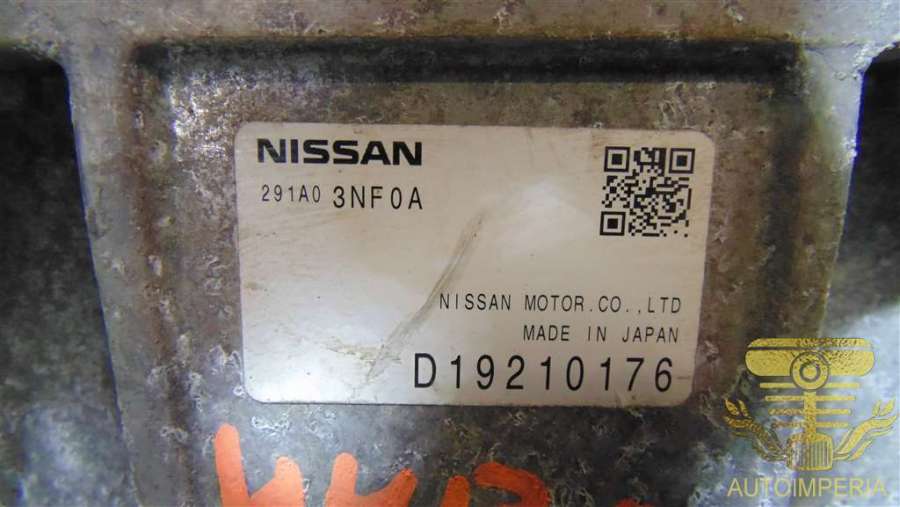 NISSAN
291A0 3NF0A
NISSAN MOTOR.CO.,LTD
MADE IN JAPAN
D19210176
AUTOIMPERIA